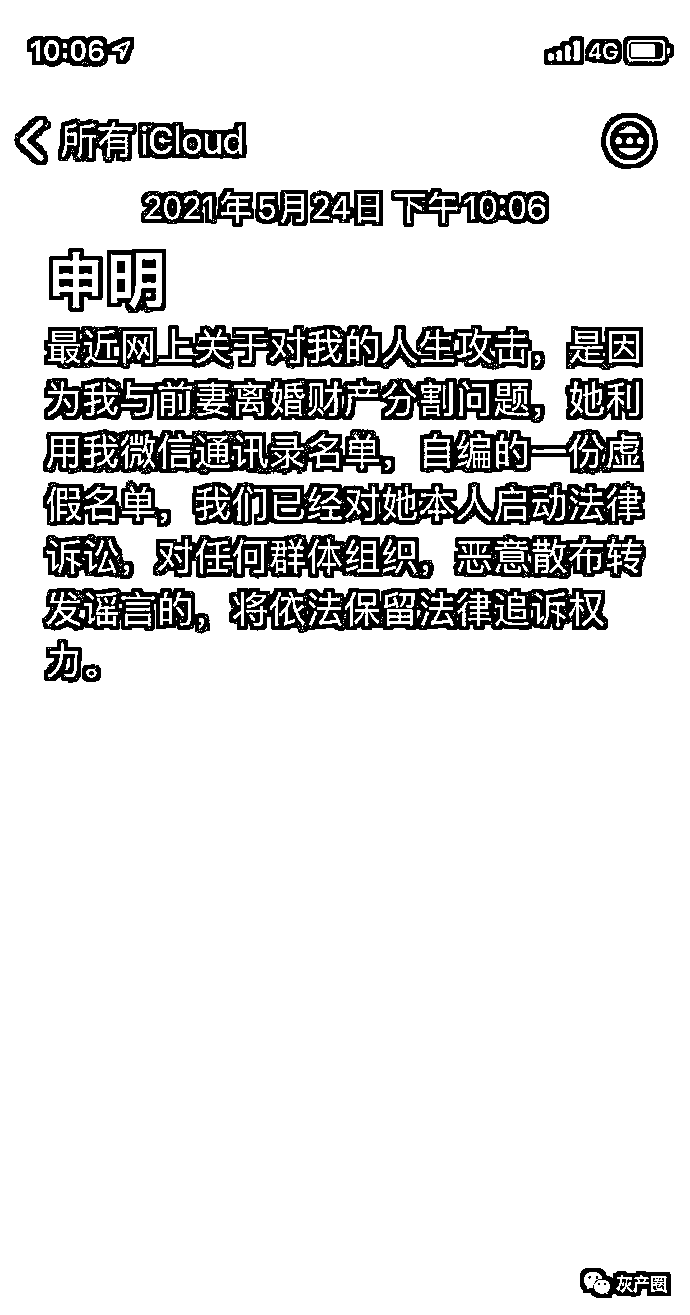 10:06 4G
所有 iCloud
2021年5月24日 下午10:06
申明
最近网上关于对我的人生攻击，是因
为我与前妻离婚财产分割问题，她利
用我微信通讯录名单，自编的一份虚
假名单，我们已经对她本人启动法律
诉讼，对任何群体组织，恶意散布转
发谣言的，将依法保留法律追诉权
力。
灰产圈